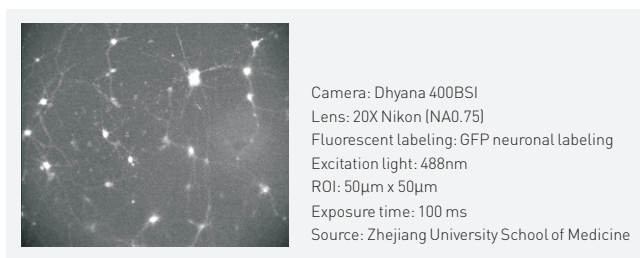 Camera: Dhyana 400BSI
Lens: 20X Nikon (NA0.75)
Fluorescent labeling: GFP neuronal labeling
Excitation light: 488nm
ROI: 50μm x 50μm
Exposure time: 100 ms
Source: Zhejiang University School of Medicine